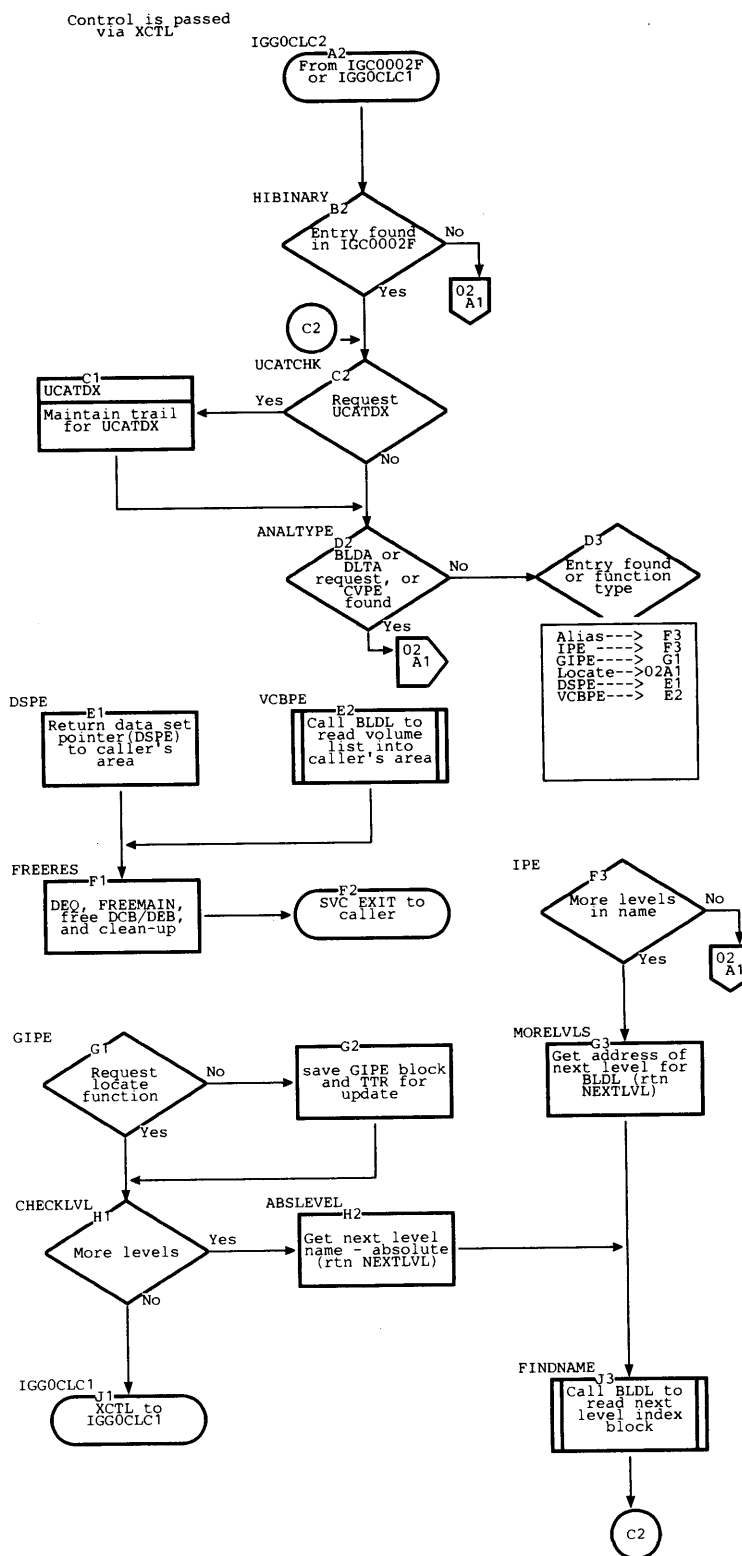 Control is passed
via XCTL
IGG0CLC2
A2
From IGC0002F
or IGG0CLC1
HIBINARY
B2
Entry found
in IGC0002F
No
02
A1
Yes
C2
UCATCHK
C1
UCATDX
Maintain trail
for UCATDX
Yes
C2
Request
UCATDX
No
ANALTYPE
D2
BLDA or
DLTA
request, or
CVPE
found
No
Yes
02
A1
D3
Entry found
or function
type
Alias---> F3
IPE ----> F3
GIPE----> G1
Locate-->02A1
DSPE----> E1
VCBPE---> E2
DSPE
E1
Return data set
pointer(DSPE)
to caller's
area
VCBPE
E2
Call BLDL to
read volume
list into
caller's area
FREERES
F1
DEQ, FREEMAIN,
free DCB/DEB,
and clean-up
F2
SVC EXIT to
caller
IPE
F3
More levels
in name
No
02
A1
Yes
GIPE
G1
Request
locate
function
No
Yes
G2
save GIPE block
and TTR for
update
MORELVLS
G3
Get address of
next level for
BLDL (rtn
NEXTLVL)
CHECKLVL
H1
More levels
Yes
No
ABSLEVEL
H2
Get next level
name - absolute
(rtn NEXTLVL)
IGG0CLC1
J1
XCTL to
IGG0CLC1
FINDNAME
J3
Call BLDL to
read next
level index
block
C2